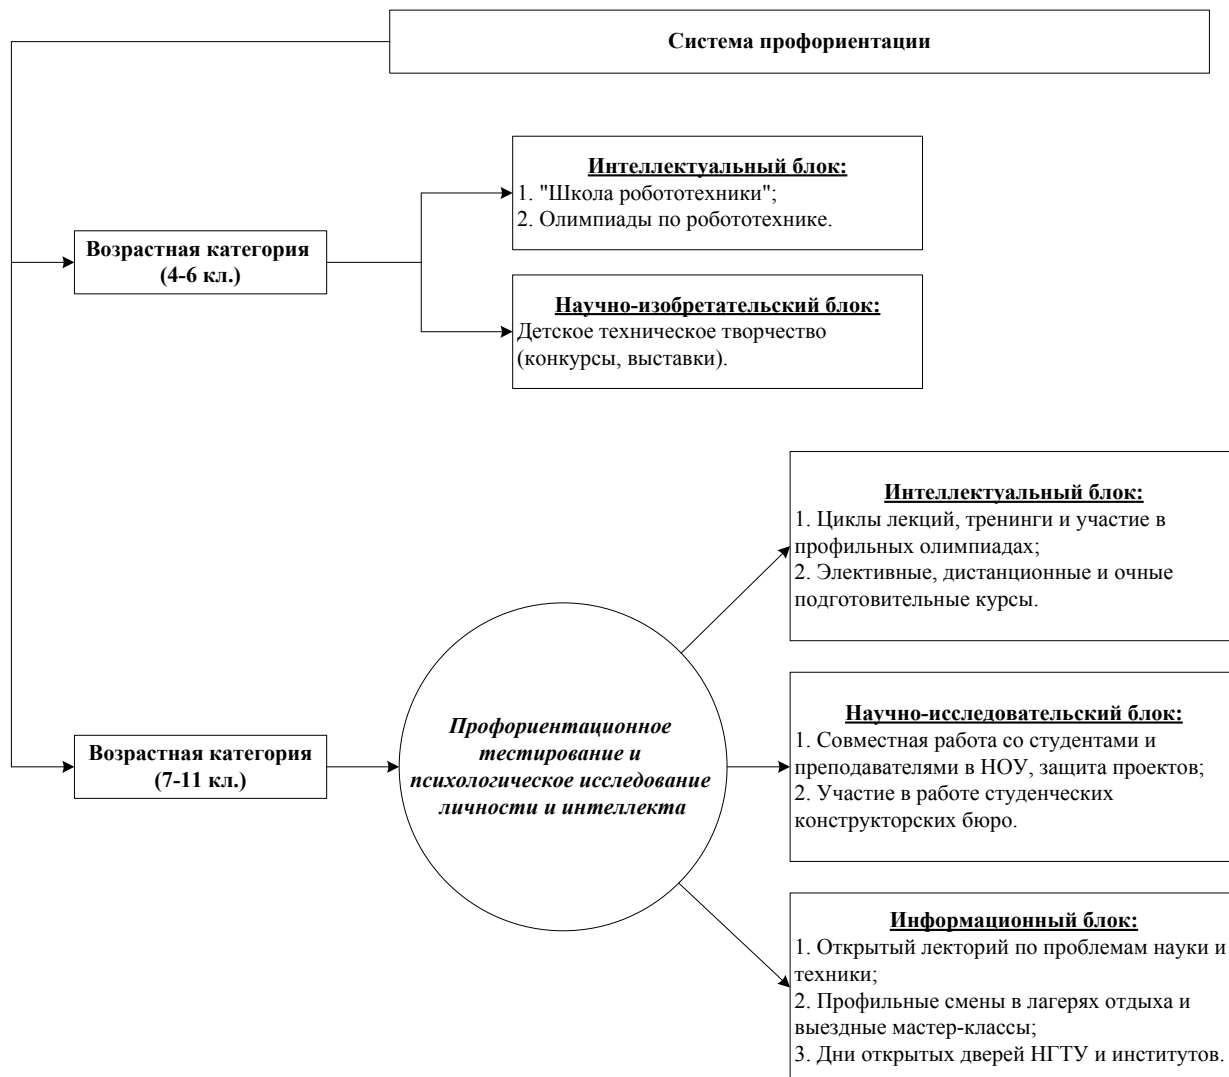 Система профориентации
Интеллектуальный блок:
1. "Школа робототехники";
2. Олимпиады по робототехнике.
Возрастная категория
(4-6 кл.)
Научно-изобретательский блок:
Детское техническое творчество
(конкурсы, выставки).
Интеллектуальный блок:
1. Циклы лекций, тренинги и участие в
профильных олимпиадах;
2. Элективные, дистанционные и очные
подготовительные курсы.
Возрастная категория
(7-11 кл.)
Профориентационное
тестирование и
психологическое исследование
личности и интеллекта
Научно-исследовательский блок:
1. Совместная работа со студентами и
преподавателями в НОУ, защита проектов;
2. Участие в работе студенческих
конструкторских бюро.
Информационный блок:
1. Открытый лекторий по проблемам науки и
техники;
2. Профильные смены в лагерях отдыха и
выездные мастер-классы;
3. Дни открытых дверей НГТУ и институтов.